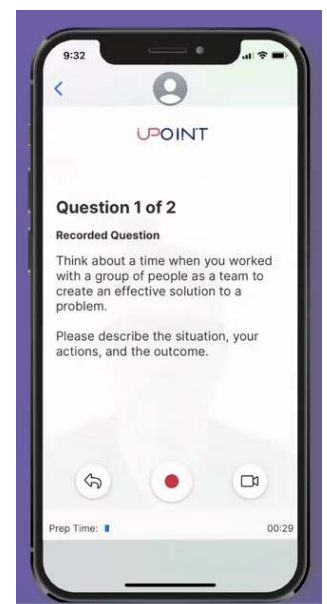 9:32
UPOINT
Question 1 of 2
Recorded Question
Think about a time when you worked
with a group of people as a team to
create an effective solution to a
problem.
Please describe the situation, your
actions, and the outcome.
Prep Time:
00:29